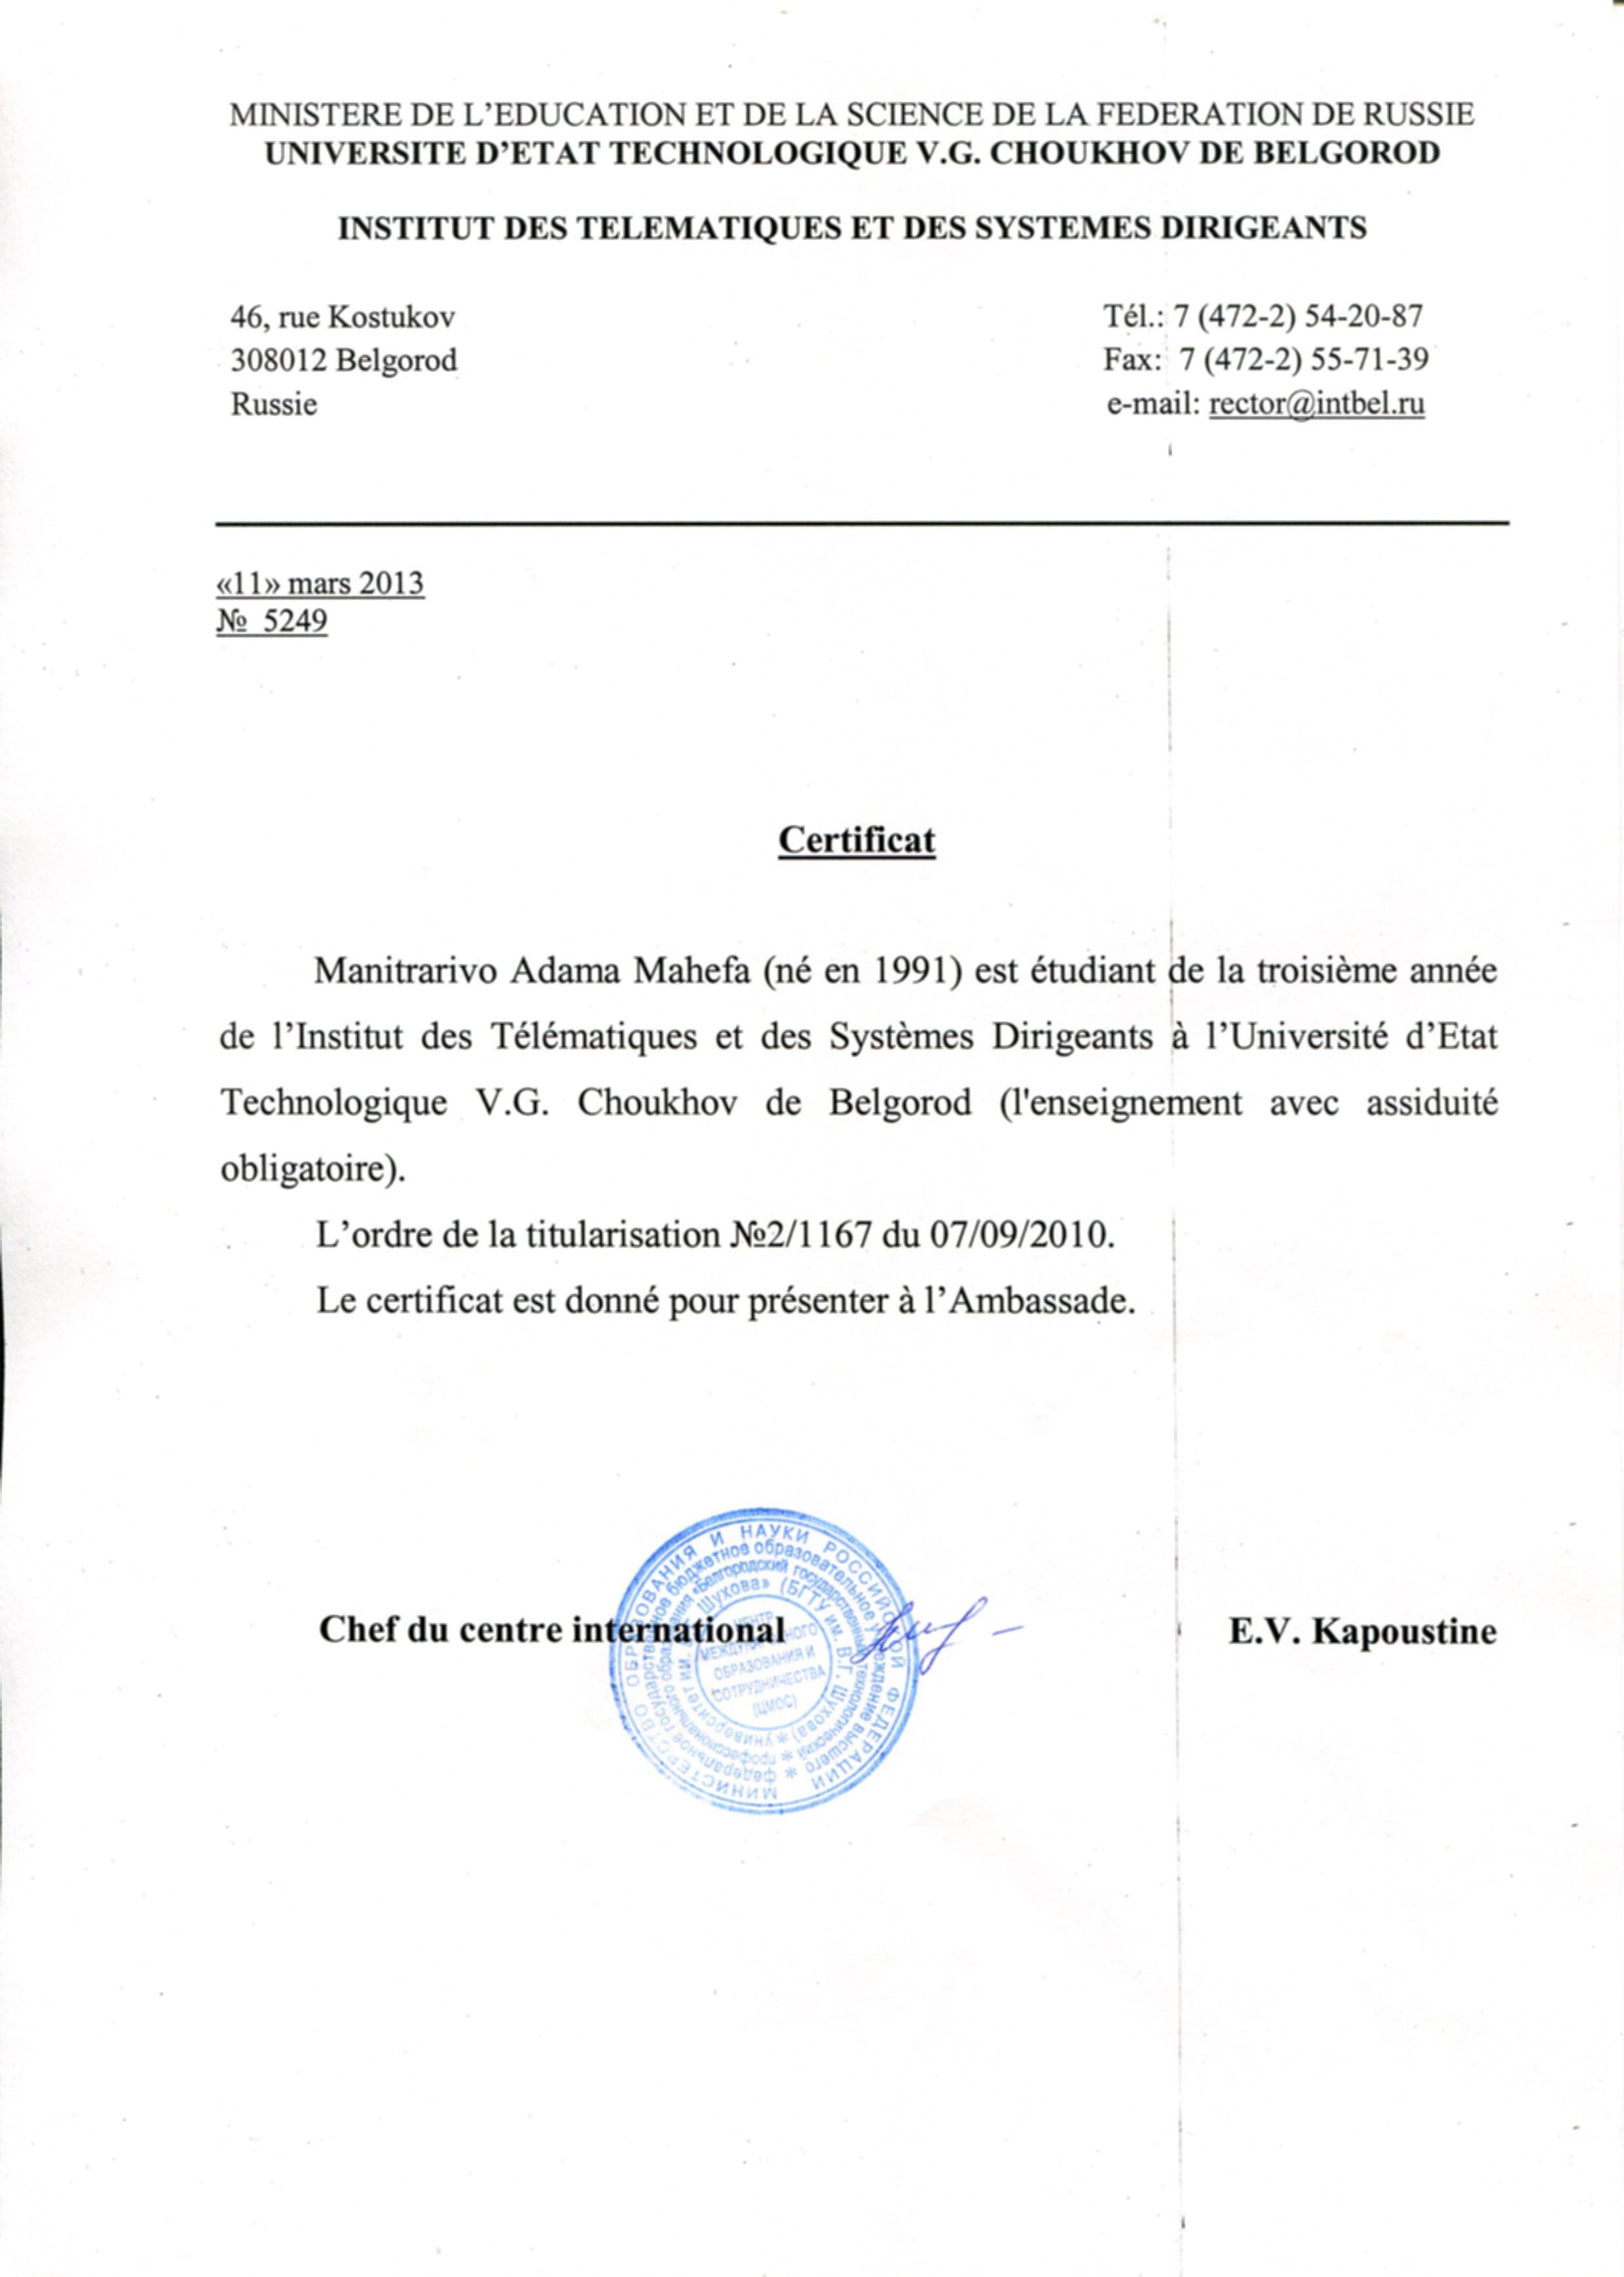 MINISTERE DE L’EDUCATION ET DE LA SCIENCE DE LA FEDERATION DE RUSSIE
UNIVERSITE D’ETAT TECHNOLOGIQUE V.G. CHOUKHOV DE BELGOROD
INSTITUT DES TELEMATIQUES ET DES SYSTEMES DIRIGEANTS
46, rue Kostukov
308012 Belgorod
Russie
Tél.: 7 (472-2) 54-20-87
Fax: 7 (472-2) 55-71-39
e-mail: rector@intbel.ru
«11» mars 2013
№ 5249
Certificat
Manitrarivo Adama Mahefa (né en 1991) est étudiant de la troisième année
de l’Institut des Télématiques et des Systèmes Dirigeants à l’Université d’Etat
Technologique V.G. Choukhov de Belgorod (l'enseignement avec assiduité
obligatoire).
L’ordre de la titularisation №2/1167 du 07/09/2010.
Le certificat est donné pour présenter à l’Ambassade.
Chef du centre international
E.V. Kapoustine
МИНИСТЕРСТВО ОБРАЗОВАНИЯ И НАУКИ РОССИЙСКОЙ ФЕДЕРАЦИИ
федеральное государственное бюджетное образовательное учреждение высшего
профессионального образования «Белгородский государственный технологический
университет им. В.Г. Шухова» (БГТУ им. В.Г. Шухова)
ЦЕНТР
МЕЖДУНАРОДНОГО
ОБРАЗОВАНИЯ И
СОТРУДНИЧЕСТВА
(ЦМОС)